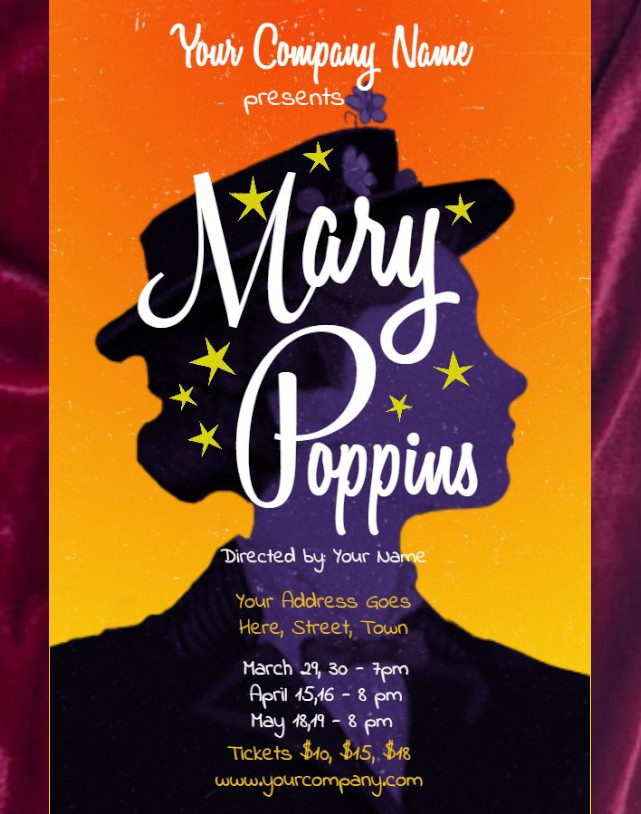 Your Company Name
presents
Mary
Poppins
Directed by: Your Name
Your Address Goes
Here, Street, Town
March 29, 30 - 7pm
April 15,16 - 8 pm
May 18,19 - 8 pm
Tickets $10, $15, $18
www.yourcompany.com